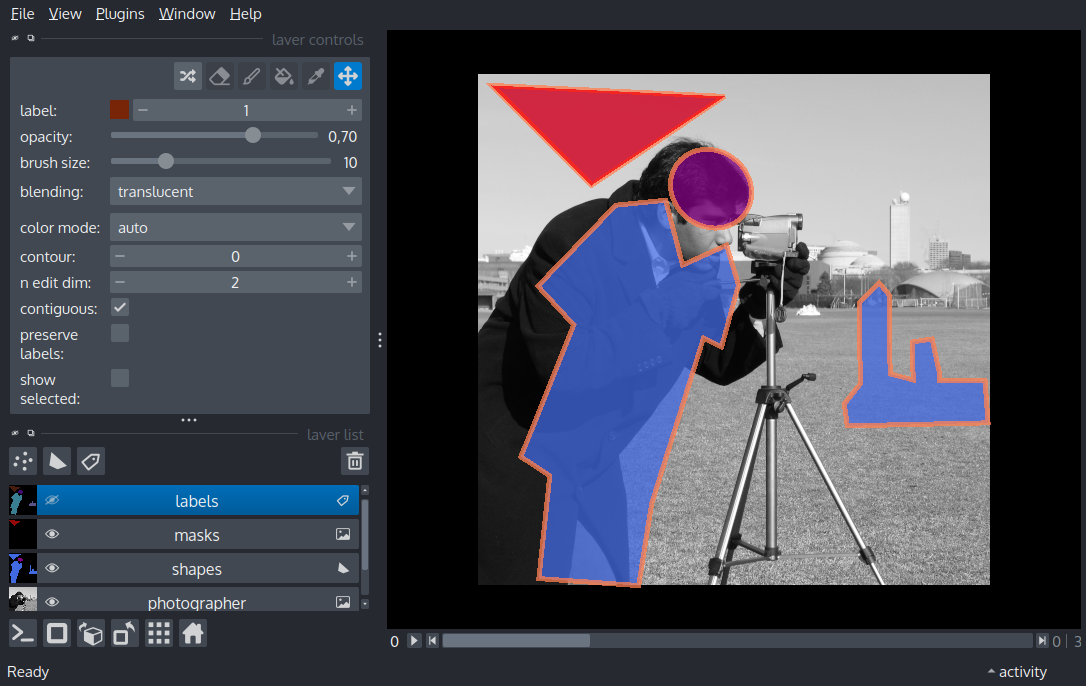 File View Plugins Window Help
layer controls
label: 1
opacity: 0,70
brush size: 10
blending: translucent
color mode: auto
contour: 0
n edit dim: 2
contiguous:
preserve
labels:
show
selected:
layer list
labels
masks
shapes
photographer
0 0 3
Ready activity